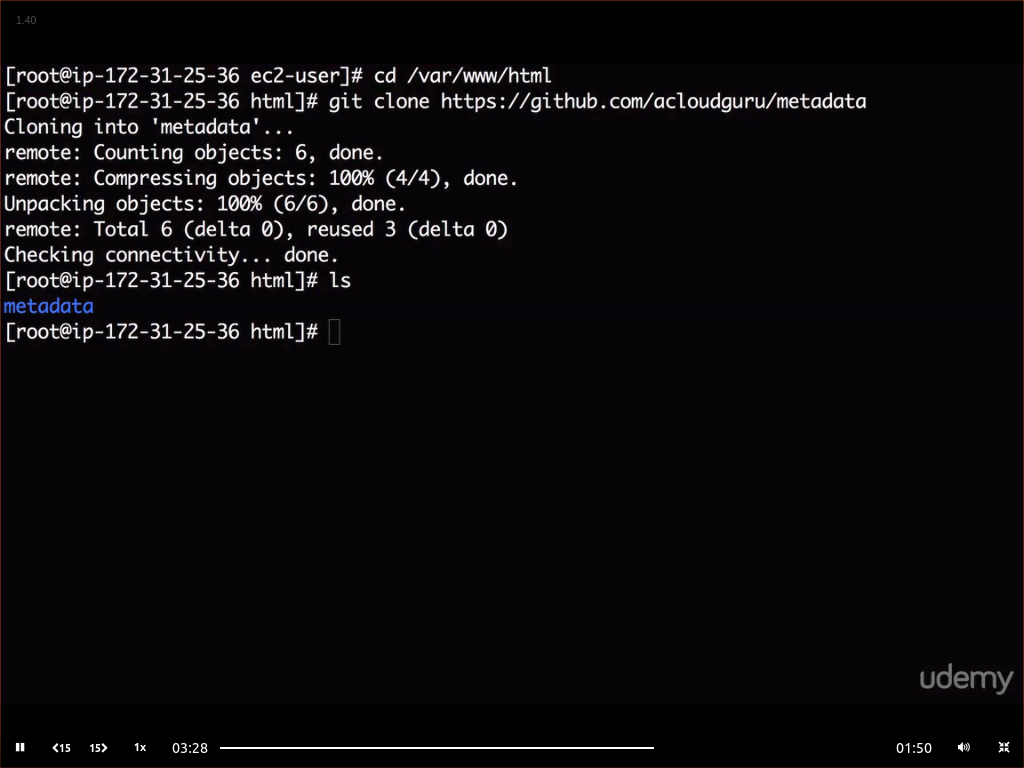 1.40
[root@ip-172-31-25-36 ec2-user]# cd /var/www/html
[root@ip-172-31-25-36 html]# git clone https://github.com/acloudguru/metadata
Cloning into 'metadata'...
remote: Counting objects: 6, done.
remote: Compressing objects: 100% (4/4), done.
Unpacking objects: 100% (6/6), done.
remote: Total 6 (delta 0), reused 3 (delta 0)
Checking connectivity... done.
[root@ip-172-31-25-36 html]# ls
metadata
[root@ip-172-31-25-36 html]#
udemy
15 15 1x 03:28 01:50